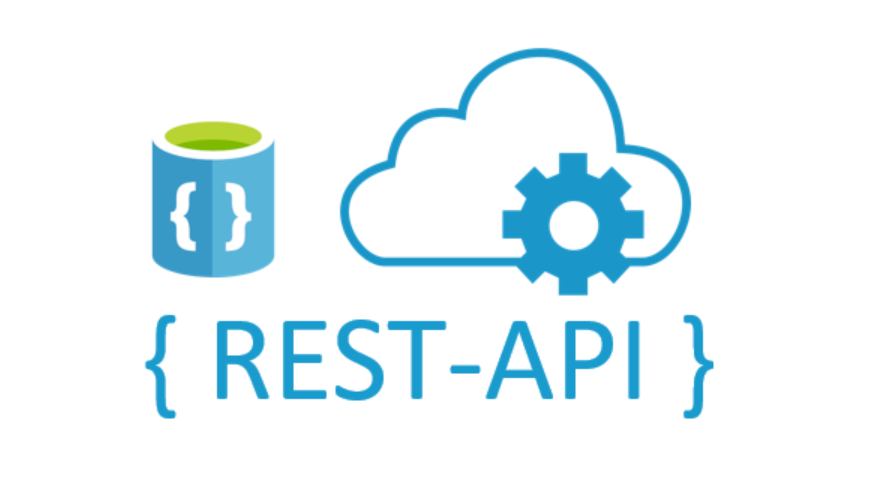 { }
{ REST-API }